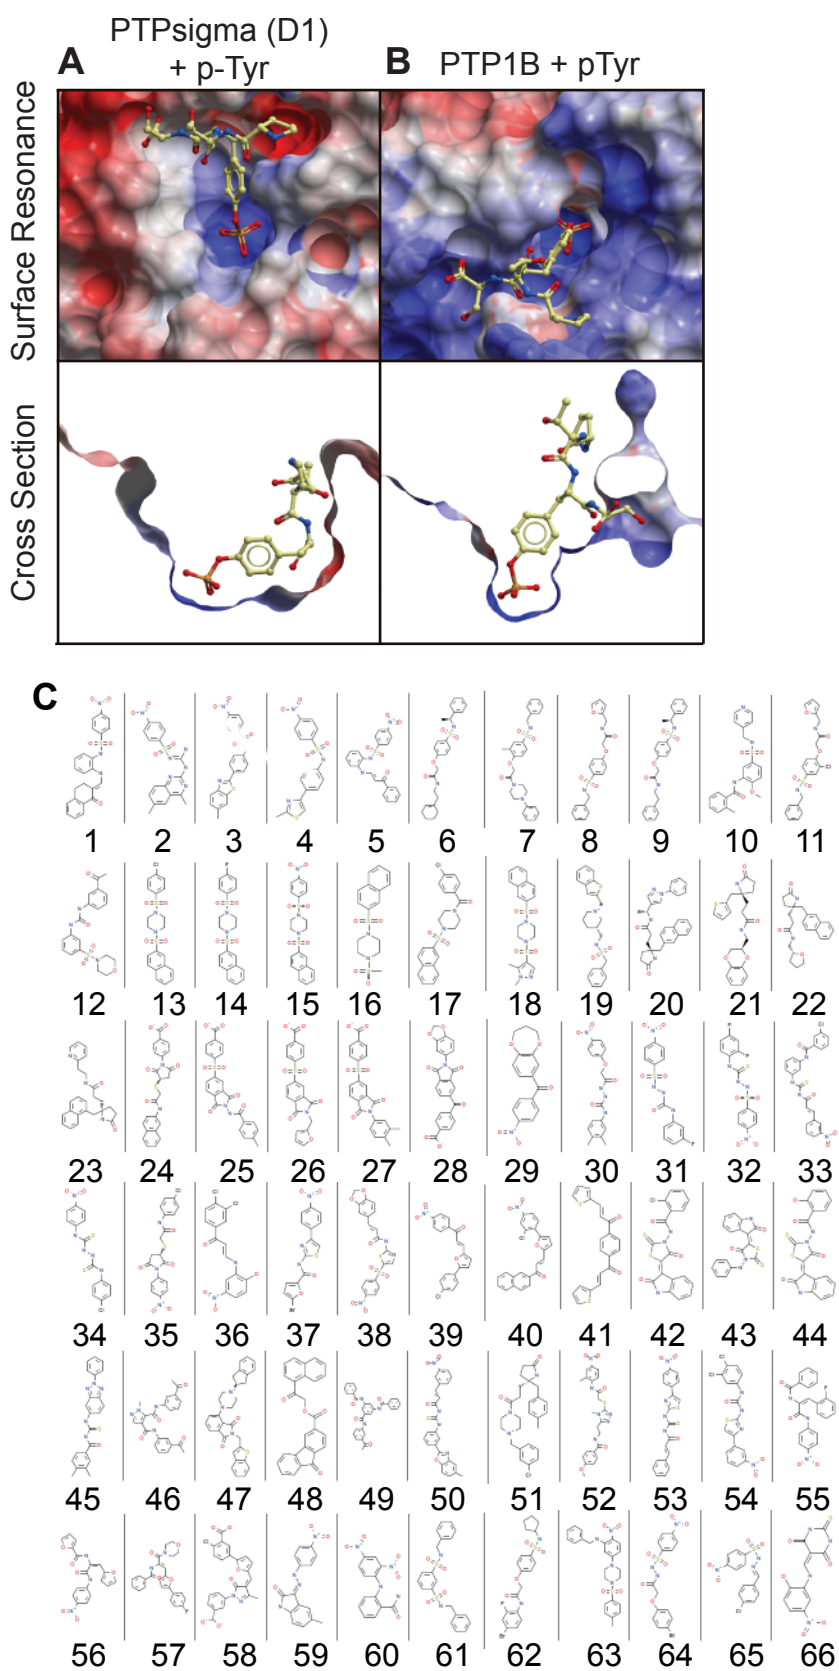 PTPsigma (D1)
A + p-Tyr
B PTP1B + pTyr
Surface Resonance
Cross Section
C
1 2 3 4 5 6 7 8 9 10 11
12 13 14 15 16 17 18 19 20 21 22
23 24 25 26 27 28 29 30 31 32 33
34 35 36 37 38 39 40 41 42 43 44
45 46 47 48 49 50 51 52 53 54 55
56 57 58 59 60 61 62 63 64 65 66